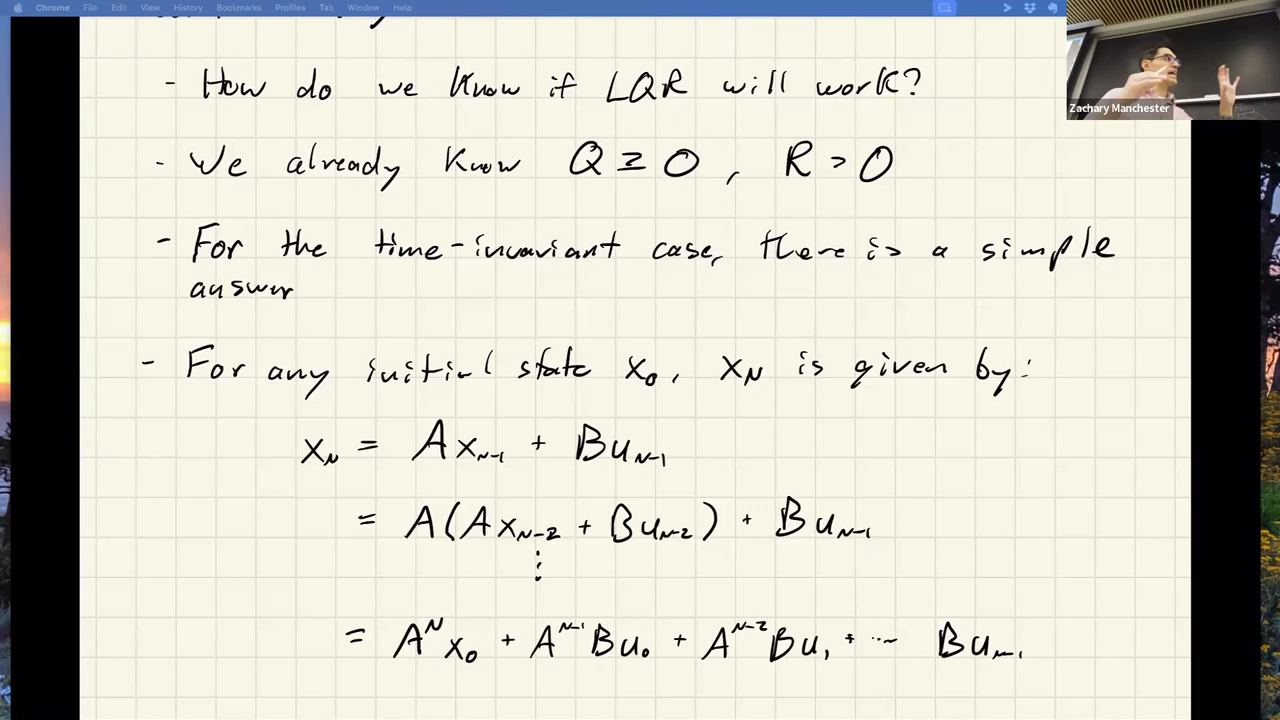 Chrome File Edit View History Bookmarks Profiles Tab Window Help
Zachary Manchester
- How do we know if LQR will work?
- We already know Q ≥ 0, R > 0
- For the time-invariant case, there is a simple
answer
- For any initial state x₀, x_N is given by:
x_N = Ax_{N-1} + Bu_{N-1}
= A(Ax_{N-2} + Bu_{N-2}) + Bu_{N-1}
⋮
= A^N x₀ + A^{N-1}Bu₀ + A^{N-2}Bu₁ + ⋯ Bu_{N-1}